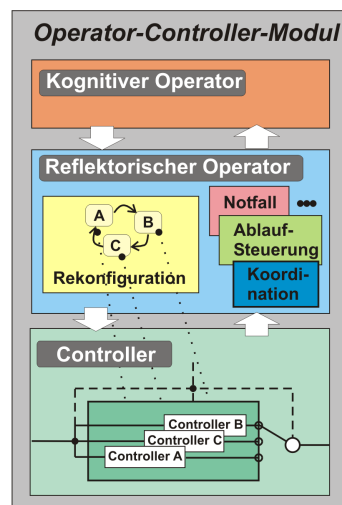 Operator-Controller-Modul
Kognitiver Operator
Reflektorischer Operator
A
B
C
Rekonfiguration
Notfall
Ablauf-
Steuerung
Koordi-
nation
Controller
Controller B
Controller C
Controller A